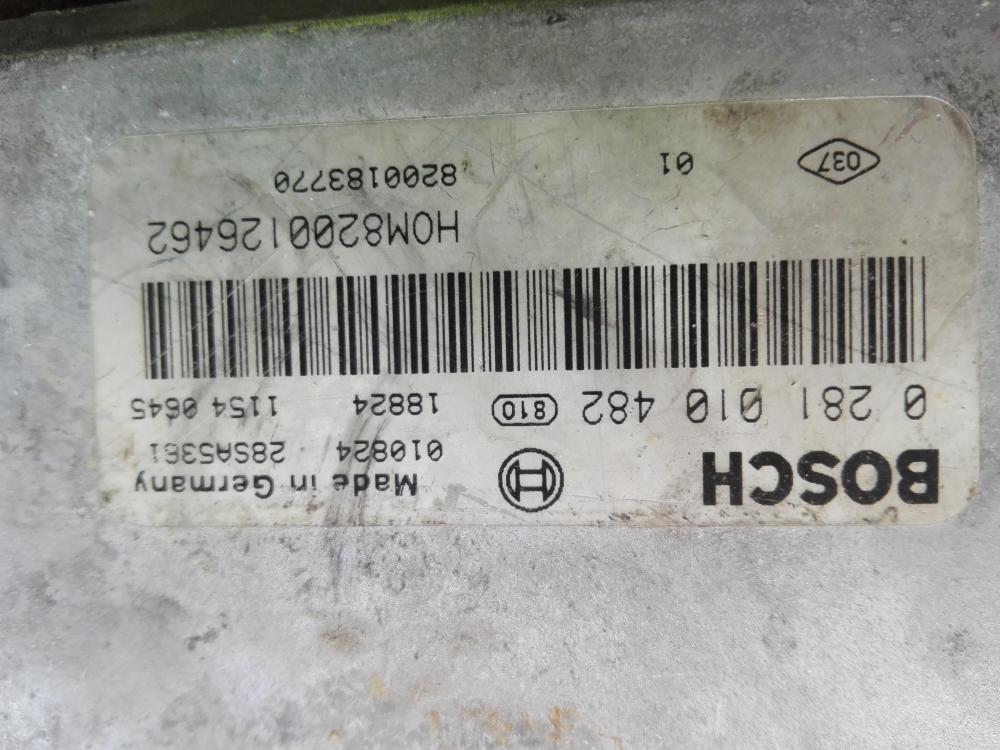 BOSCH
Made in Germany
010824 28SA5361
0 281 010 482 810 18824 1154 0645
HOM8200126462
037 01 8200183770